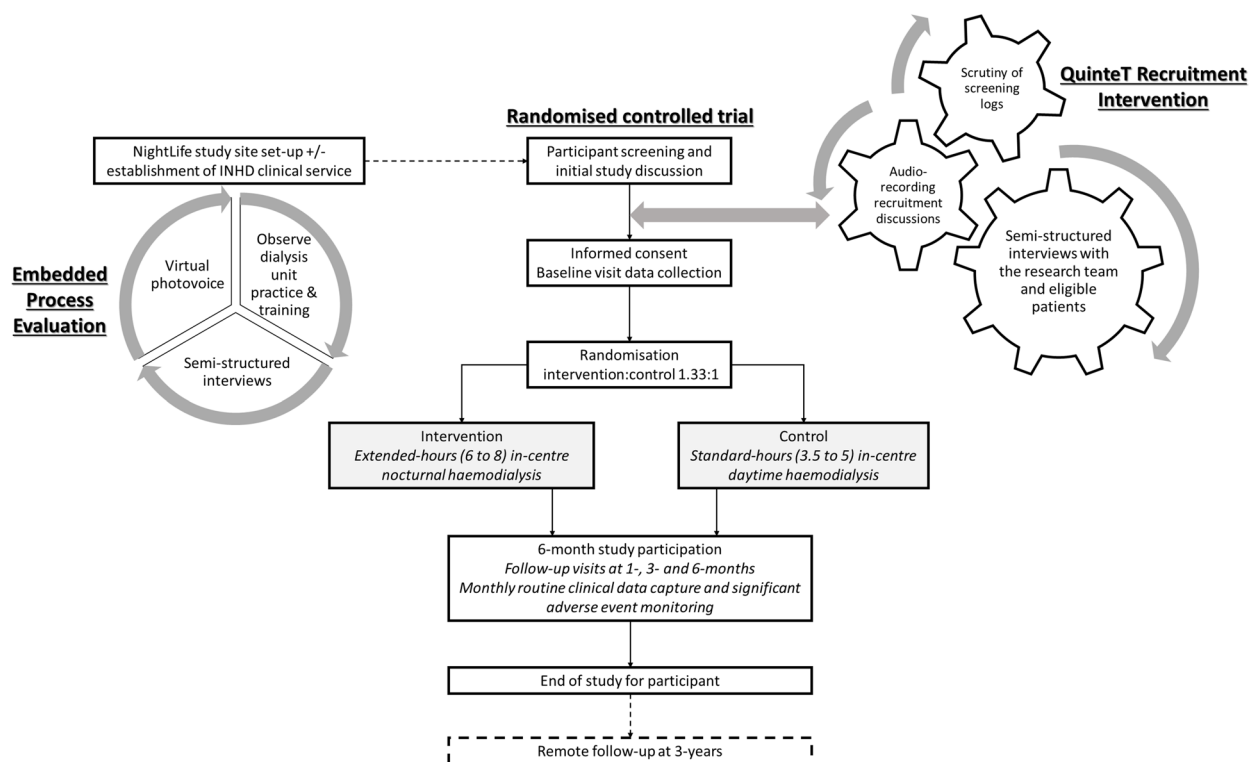 Randomised controlled trial
QuinteT Recruitment
Intervention
Scrutiny of
screening
logs
Audio-
recording
recruitment
discussions
Semi-structured
interviews with
the research team
and eligible
patients
NightLife study site set-up +/-
establishment of INHD clinical service
Embedded
Process
Evaluation
Virtual
photovoice
Observe
dialysis
unit
practice &
training
Semi-structured
interviews
Participant screening and
initial study discussion
Informed consent
Baseline visit data collection
Randomisation
intervention:control 1.33:1
Intervention
Extended-hours (6 to 8) in-centre
nocturnal haemodialysis
Control
Standard-hours (3.5 to 5) in-centre
daytime haemodialysis
6-month study participation
Follow-up visits at 1-, 3- and 6-months
Monthly routine clinical data capture and significant
adverse event monitoring
End of study for participant
Remote follow-up at 3-years